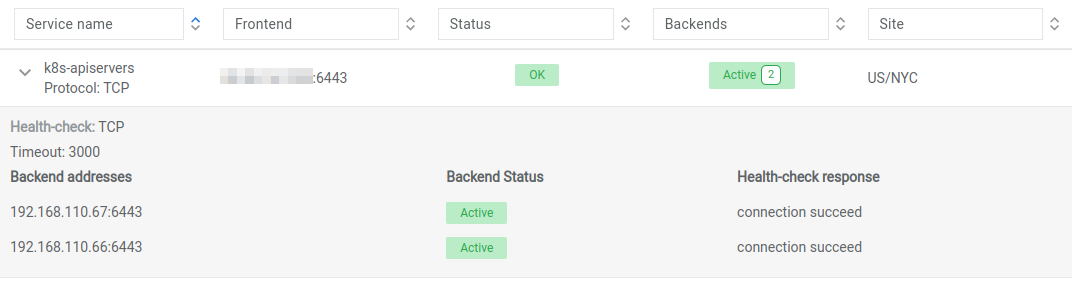 Service name Frontend Status Backends Site
k8s-apiservers
Protocol: TCP
:6443 OK Active 2 US/NYC
Health-check: TCP
Timeout: 3000
Backend addresses Backend Status Health-check response
192.168.110.67:6443 Active connection succeed
192.168.110.66:6443 Active connection succeed